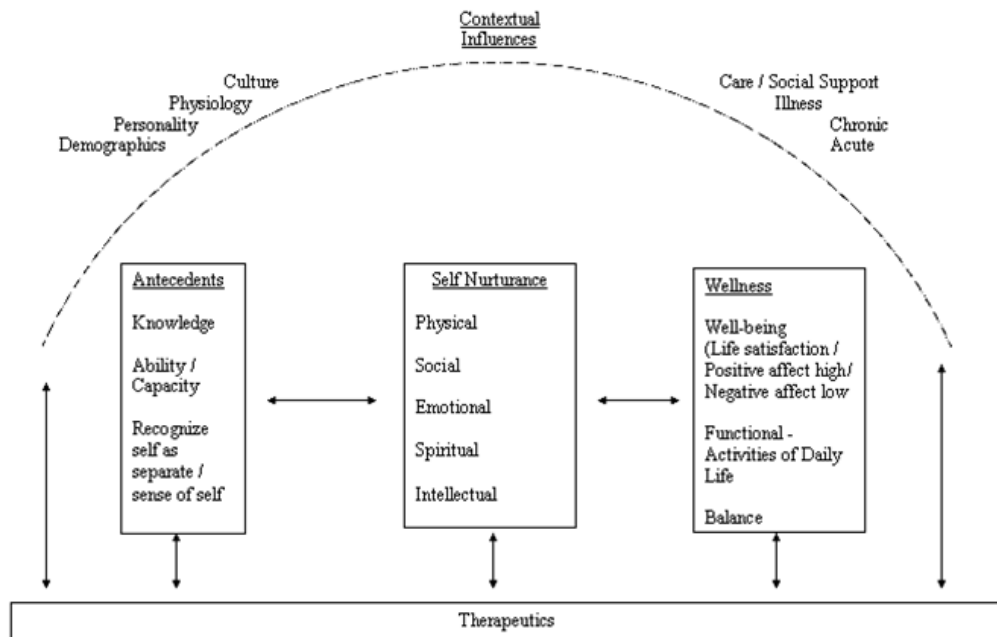 Contextual
Influences
Culture
Physiology
Personality
Demographics
Care / Social Support
Illness
Chronic
Acute
Antecedents
Knowledge
Ability /
Capacity
Recognize
self as
separate /
sense of self
Self Nurturance
Physical
Social
Emotional
Spiritual
Intellectual
Wellness
Well-being
(Life satisfaction /
Positive affect high/
Negative affect low
Functional -
Activities of Daily
Life
Balance
Therapeutics